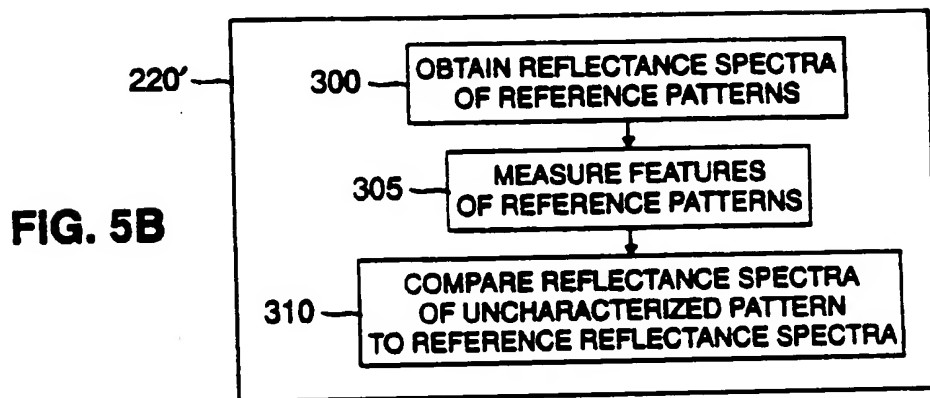 220'
300
OBTAIN REFLECTANCE SPECTRA
OF REFERENCE PATTERNS
305
MEASURE FEATURES
OF REFERENCE PATTERNS
FIG. 5B
310
COMPARE REFLECTANCE SPECTRA
OF UNCHARACTERIZED PATTERN
TO REFERENCE REFLECTANCE SPECTRA